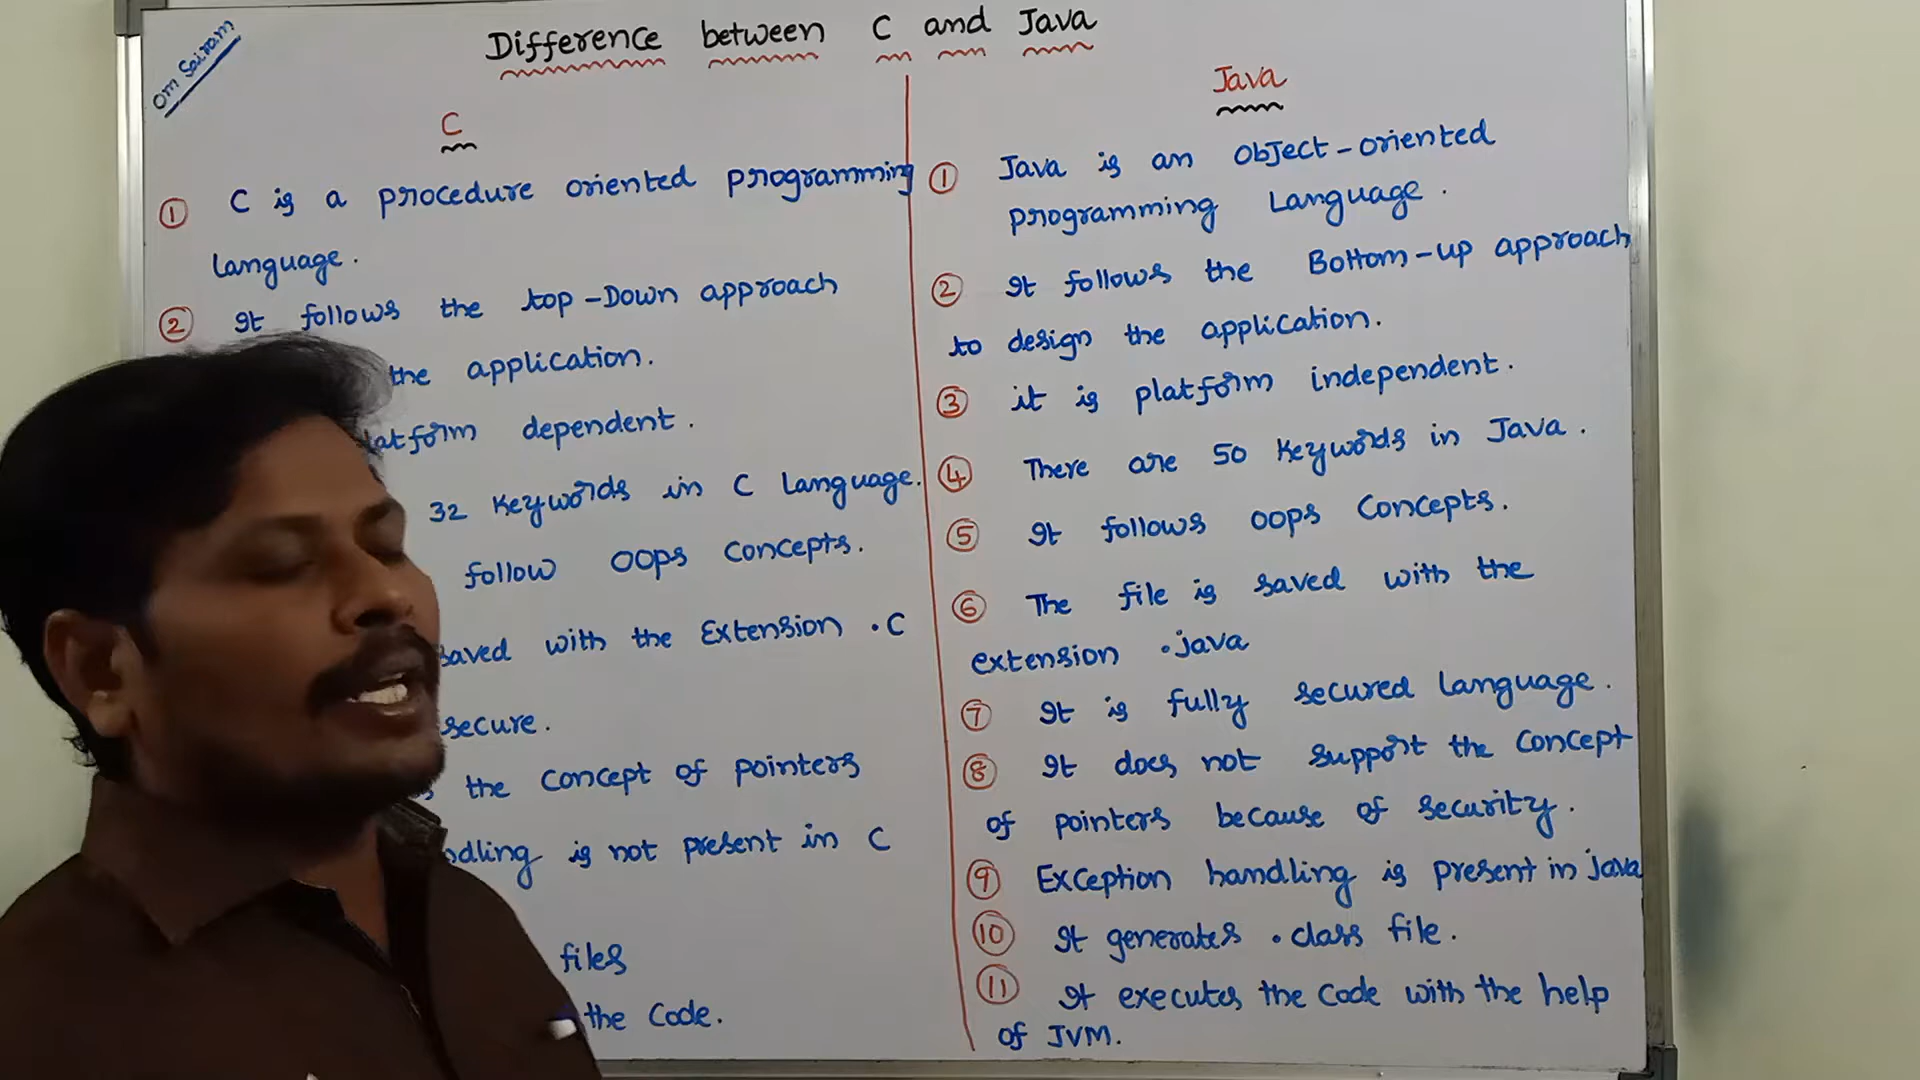 Om Sairam
Difference between C and Java
C
① C is a procedure oriented programming
language.
② It follows the top-Down approach
the application.
dependent.
32 keywords in C language.
follow OOPs Concepts.
saved with the Extension .C
secure.
the Concept of pointers
is not present in C
files
the Code.
Java
① Java is an Object-oriented
programming Language.
② It follows the Bottom-up approach
to design the application.
③ it is platform independent.
④ There are 50 keywords in Java.
⑤ It follows OOPs Concepts.
⑥ The file is saved with the
extension .java
⑦ It is fully secured language.
⑧ It does not support the concept
of pointers because of security.
⑨ Exception handling is present in java
⑩ It generates .class file.
⑪ It executes the Code with the help
of JVM.